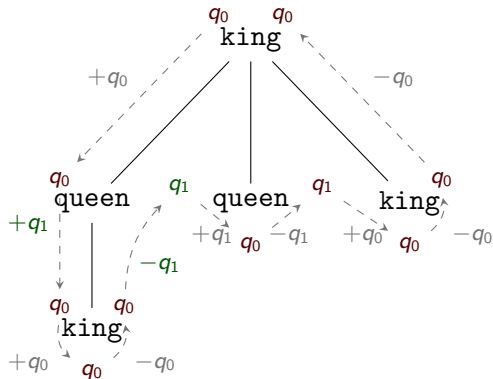 q₀ q₀
king
+q₀ −q₀
q₀ q₁ q₁ q₀
queen queen king
+q₁ +q₁ q₀ −q₁ +q₀ q₀ −q₀
−q₁
q₀ q₀
king
+q₀ q₀ −q₀